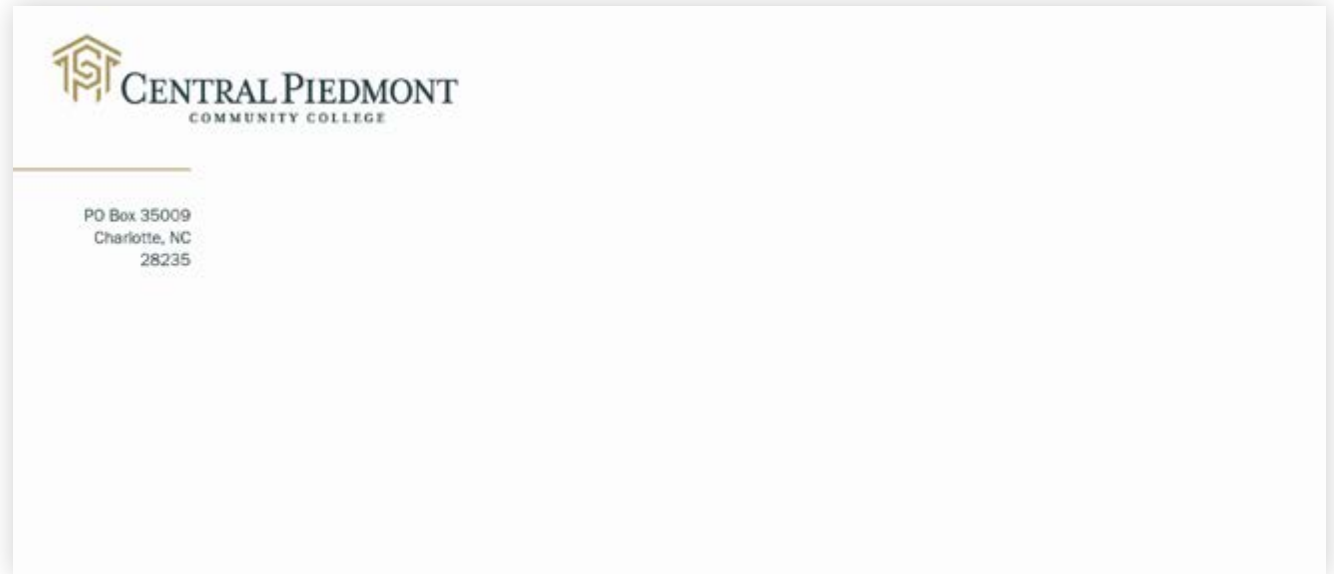 CENTRAL PIEDMONT
COMMUNITY COLLEGE
PO Box 35009
Charlotte, NC
28235